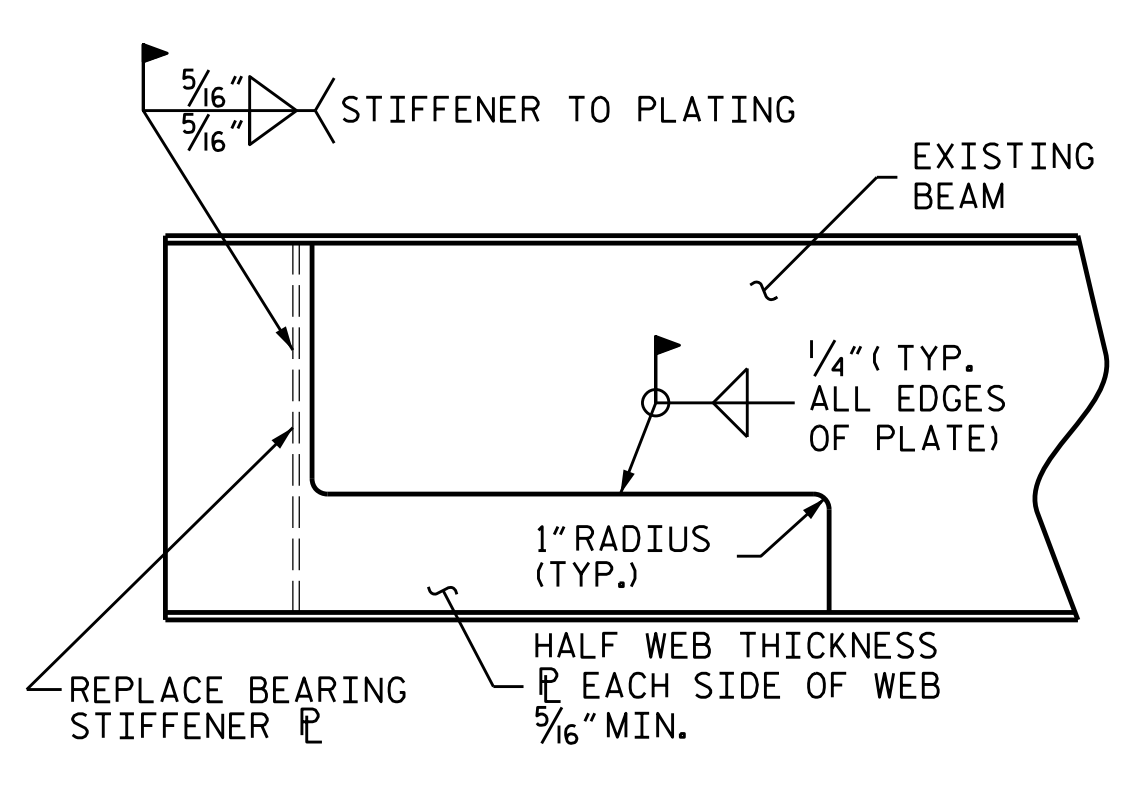 5/16"
5/16"
STIFFENER TO PLATING
EXISTING
BEAM
1/4" (TYP.
ALL EDGES
OF PLATE)
1" RADIUS
(TYP.)
HALF WEB THICKNESS
PL EACH SIDE OF WEB
5/16" MIN.
REPLACE BEARING
STIFFENER PL